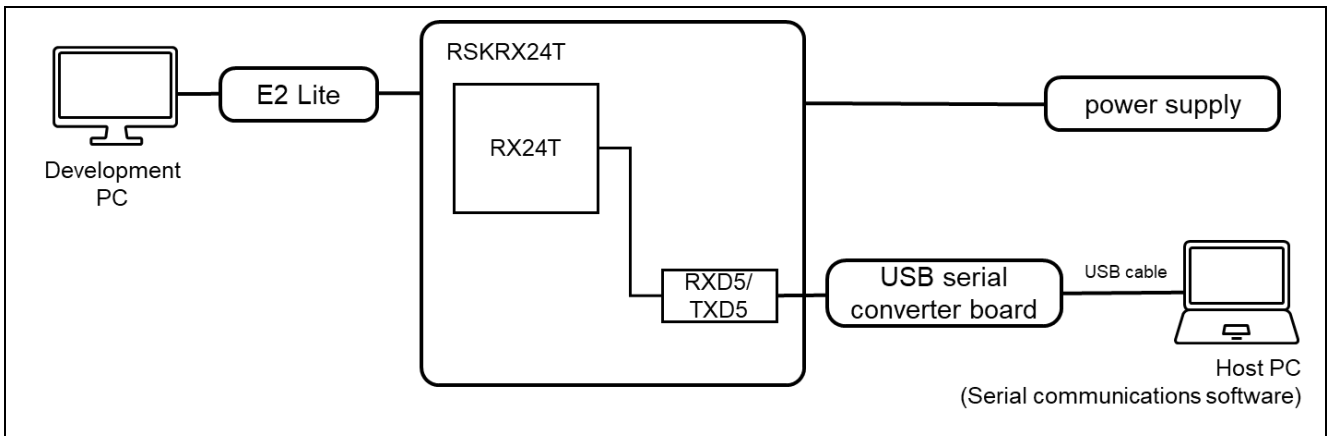 RSKRX24T
E2 Lite
power supply
RX24T
Development
PC
RXD5/
TXD5
USB serial
converter board
USB cable
Host PC
(Serial communications software)